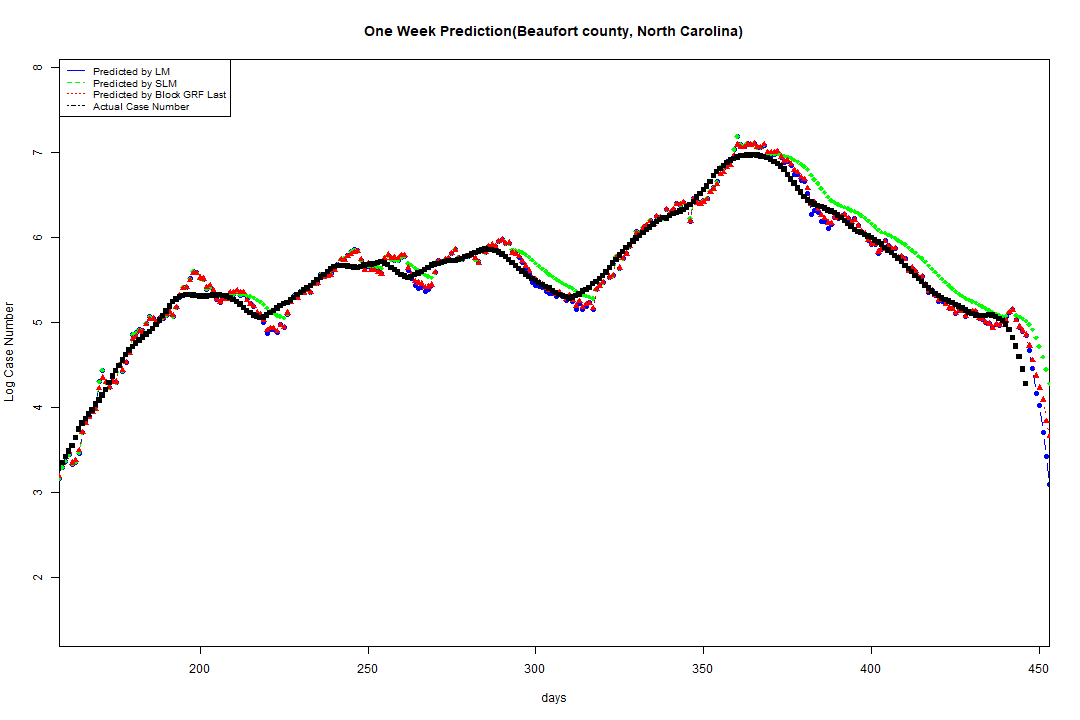 One Week Prediction(Beaufort county, North Carolina)
Predicted by LM
Predicted by SLM
Predicted by Block GRF Last
Actual Case Number
8
7
6
5
4
3
2
Log Case Number
200 250 300 350 400 450
days